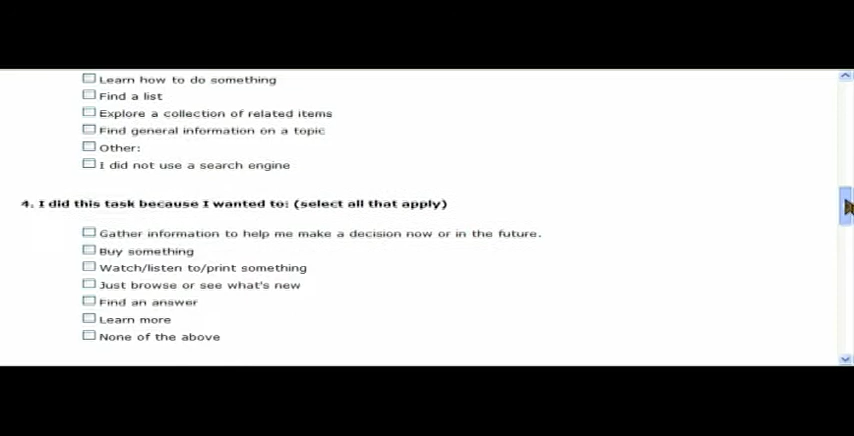 Learn how to do something
Find a list
Explore a collection of related items
Find general information on a topic
Other:
I did not use a search engine
4. I did this task because I wanted to: (select all that apply)
Gather information to help me make a decision now or in the future.
Buy something
Watch/listen to/print something
Just browse or see what's new
Find an answer
Learn more
None of the above